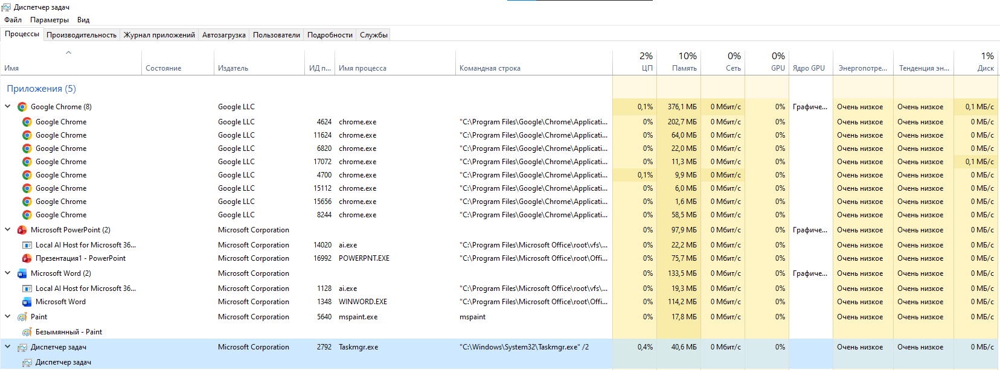 Диспетчер задач
Файл Параметры Вид
Процессы Производительность Журнал приложений Автозагрузка Пользователи Подробности Службы
2% 10% 0% 0% 1%
Имя Состояние Издатель ИД п... Имя процесса Командная строка ЦП Память Сеть GPU Ядро GPU Энергопотре... Тенденция эн... Диск
Приложения (5)
Google Chrome (8) Google LLC 0,1% 376,1 МБ 0 Мбит/с 0% Графиче... Очень низкое Очень низкое 0,1 МБ/с
Google Chrome Google LLC 4624 chrome.exe "C:\Program Files\Google\Chrome\Applicati... 0% 202,7 МБ 0 Мбит/с 0% Очень низкое Очень низкое 0 МБ/с
Google Chrome Google LLC 11624 chrome.exe "C:\Program Files\Google\Chrome\Applicati... 0% 64,0 МБ 0 Мбит/с 0% Очень низкое Очень низкое 0 МБ/с
Google Chrome Google LLC 6820 chrome.exe "C:\Program Files\Google\Chrome\Applicati... 0% 22,0 МБ 0 Мбит/с 0% Очень низкое Очень низкое 0 МБ/с
Google Chrome Google LLC 17072 chrome.exe "C:\Program Files\Google\Chrome\Applicati... 0% 11,3 МБ 0 Мбит/с 0% Очень низкое Очень низкое 0,1 МБ/с
Google Chrome Google LLC 4700 chrome.exe "C:\Program Files\Google\Chrome\Applicati... 0,1% 9,9 МБ 0 Мбит/с 0% Очень низкое Очень низкое 0 МБ/с
Google Chrome Google LLC 15112 chrome.exe "C:\Program Files\Google\Chrome\Applicati... 0% 6,0 МБ 0 Мбит/с 0% Очень низкое Очень низкое 0 МБ/с
Google Chrome Google LLC 15656 chrome.exe "C:\Program Files\Google\Chrome\Applicati... 0% 1,6 МБ 0 Мбит/с 0% Очень низкое Очень низкое 0 МБ/с
Google Chrome Google LLC 8244 chrome.exe "C:\Program Files\Google\Chrome\Applicati... 0% 58,5 МБ 0 Мбит/с 0% Очень низкое Очень низкое 0 МБ/с
Microsoft PowerPoint (2) Microsoft Corporation 0% 97,9 МБ 0 Мбит/с 0% Графиче... Очень низкое Очень низкое 0 МБ/с
Local AI Host for Microsoft 36... Microsoft Corporation 14020 ai.exe "C:\Program Files\Microsoft Office\root\vfs\... 0% 22,2 МБ 0 Мбит/с 0% Очень низкое Очень низкое 0 МБ/с
Презентация1 - PowerPoint Microsoft Corporation 16992 POWERPNT.EXE "C:\Program Files\Microsoft Office\root\Offi... 0% 75,7 МБ 0 Мбит/с 0% Очень низкое Очень низкое 0 МБ/с
Microsoft Word (2) Microsoft Corporation 0% 133,5 МБ 0 Мбит/с 0% Графиче... Очень низкое Очень низкое 0 МБ/с
Local AI Host for Microsoft 36... Microsoft Corporation 1128 ai.exe "C:\Program Files\Microsoft Office\root\vfs\... 0% 19,3 МБ 0 Мбит/с 0% Очень низкое Очень низкое 0 МБ/с
Microsoft Word Microsoft Corporation 1348 WINWORD.EXE "C:\Program Files\Microsoft Office\root\Offi... 0% 114,2 МБ 0 Мбит/с 0% Очень низкое Очень низкое 0 МБ/с
Paint Microsoft Corporation 5640 mspaint.exe mspaint 0% 17,8 МБ 0 Мбит/с 0% Очень низкое Очень низкое 0 МБ/с
Безымянный - Paint
Диспетчер задач Microsoft Corporation 2792 Taskmgr.exe "C:\Windows\System32\Taskmgr.exe" /2 0,4% 40,6 МБ 0 Мбит/с 0% Очень низкое Очень низкое 0 МБ/с
Диспетчер задач